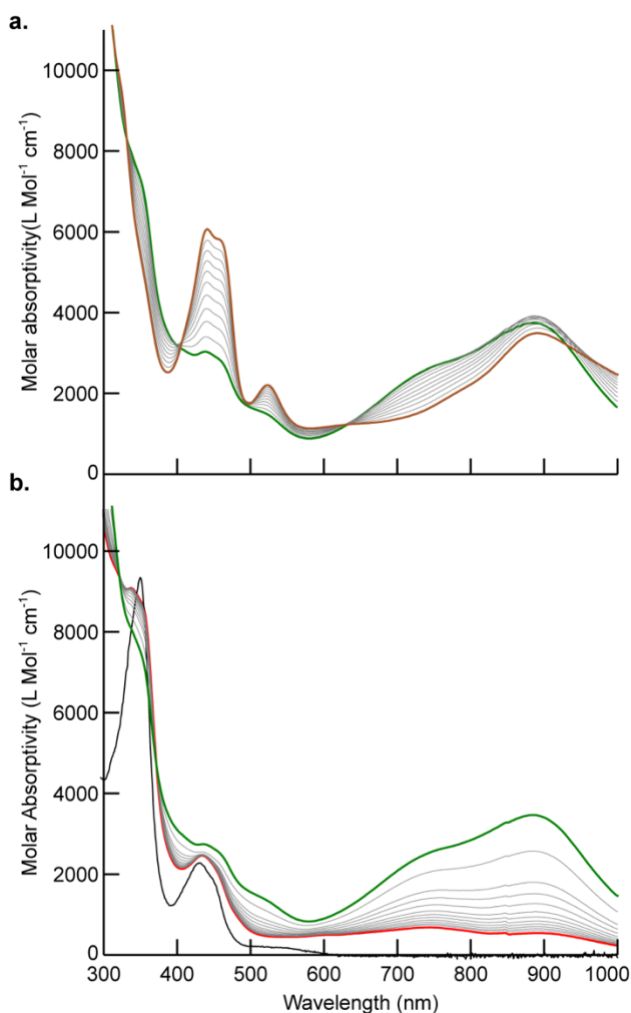 a.
Molar absorptivity(L Mol-1 cm-1)
10000
8000
6000
4000
2000
0
b.
Molar Absorptivity (L Mol-1 cm-1)
10000
8000
6000
4000
2000
0
300 400 500 600 700 800 900 1000
Wavelength (nm)